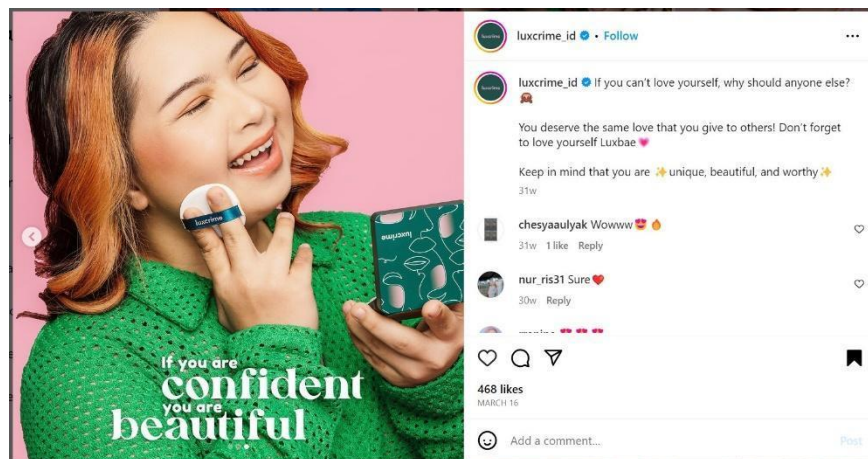 luxcrime_id • Follow
luxcrime_id If you can't love yourself, why should anyone else?
You deserve the same love that you give to others! Don't forget
to love yourself Luxbae
Keep in mind that you are ✨unique, beautiful, and worthy✨
31w
chesyaaulyak Wowww😍🔥
31w 1 like Reply
nur_ris31 Sure❤️
30w Reply
468 likes
MARCH 16
Add a comment...
Post
luxcrime
luxcrime
If you are
confident
you are
beautiful